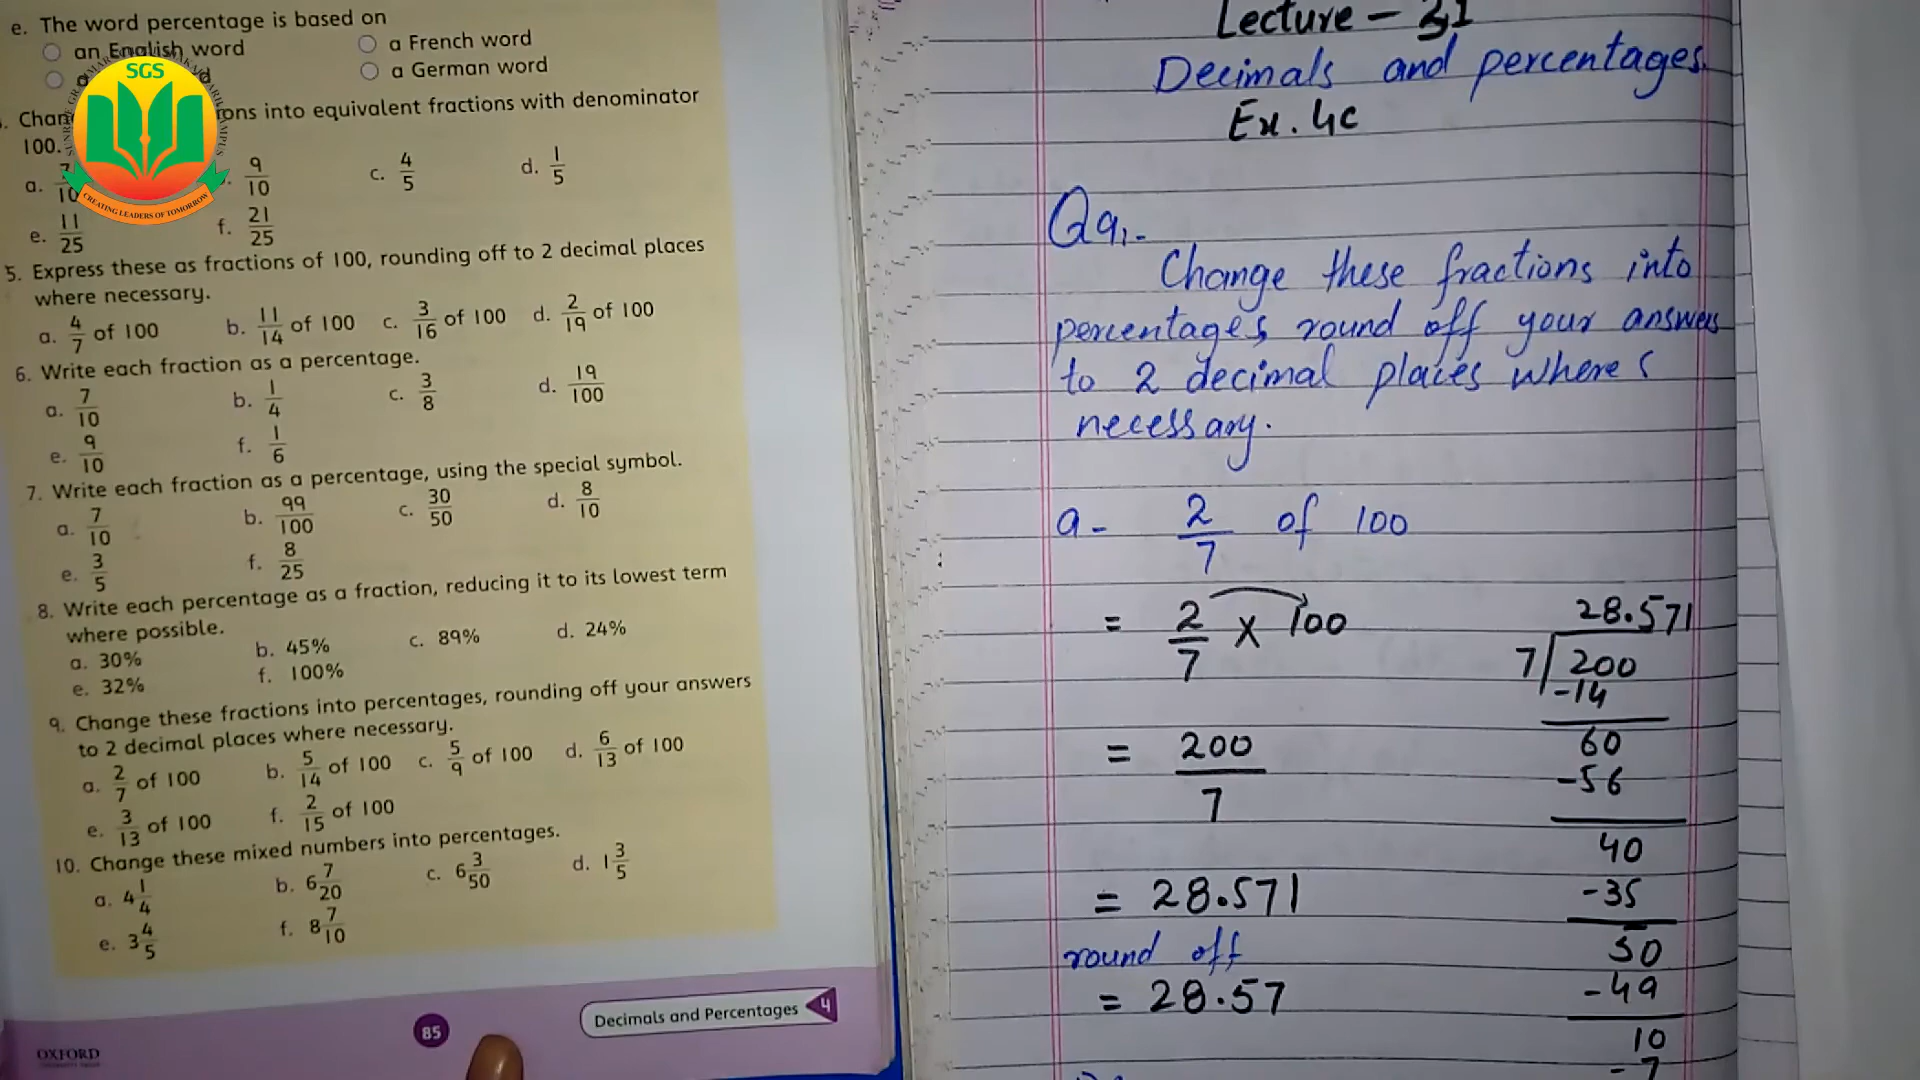 e. The word percentage is based on
an English word
a French word
a German word
SGS
CREATING LEADERS OF TOMORROW
rons into equivalent fractions with denominator
100.
a. 7/10
9/10
c. 4/5
d. 1/5
e. 11/25
f. 21/25
5. Express these as fractions of 100, rounding off to 2 decimal places
where necessary.
a. 4/7 of 100
b. 11/14 of 100
c. 3/16 of 100
d. 2/19 of 100
6. Write each fraction as a percentage.
a. 7/10
b. 1/4
c. 3/8
d. 19/100
e. 9/10
f. 1/6
7. Write each fraction as a percentage, using the special symbol.
a. 7/10
b. 99/100
c. 30/50
d. 8/10
e. 3/5
f. 8/25
8. Write each percentage as a fraction, reducing it to its lowest term
where possible.
a. 30%
b. 45%
c. 89%
d. 24%
e. 32%
f. 100%
9. Change these fractions into percentages, rounding off your answers
to 2 decimal places where necessary.
a. 2/7 of 100
b. 5/14 of 100
c. 5/9 of 100
d. 6/13 of 100
e. 3/13 of 100
f. 2/15 of 100
10. Change these mixed numbers into percentages.
a. 4 1/4
b. 6 7/20
c. 6 3/50
d. 1 3/5
e. 3 4/5
f. 8 7/10
85
Decimals and Percentages 4
OXFORD
Lecture - 31
Decimals and percentages
Ex. 4c
Q9.-
Change these fractions into
percentages, round off your answers
to 2 decimal places where
necessary.
a- 2/7 of 100
= 2/7 x 100
= 200/7
= 28.571
round off
= 28.57
28.571
7 200
-14
60
-56
40
-35
50
-49
10
-7